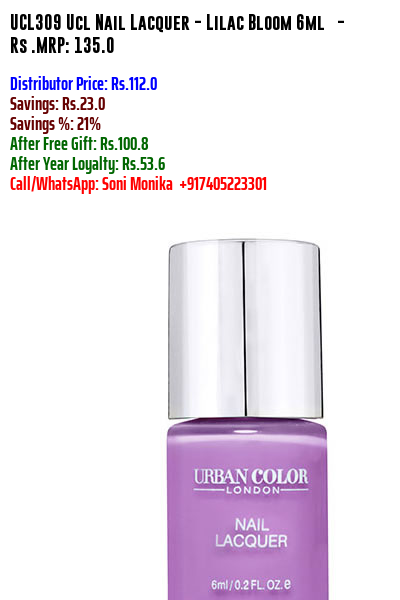 UCL309 Ucl Nail Lacquer - Lilac Bloom 6ml -
Rs .MRP: 135.0
Distributor Price: Rs.112.0
Savings: Rs.23.0
Savings %: 21%
After Free Gift: Rs.100.8
After Year Loyalty: Rs.53.6
Call/WhatsApp: Soni Monika +917405223301
URBAN COLOR
LONDON
NAIL
LACQUER
6ml/0.2 FL. OZ.e